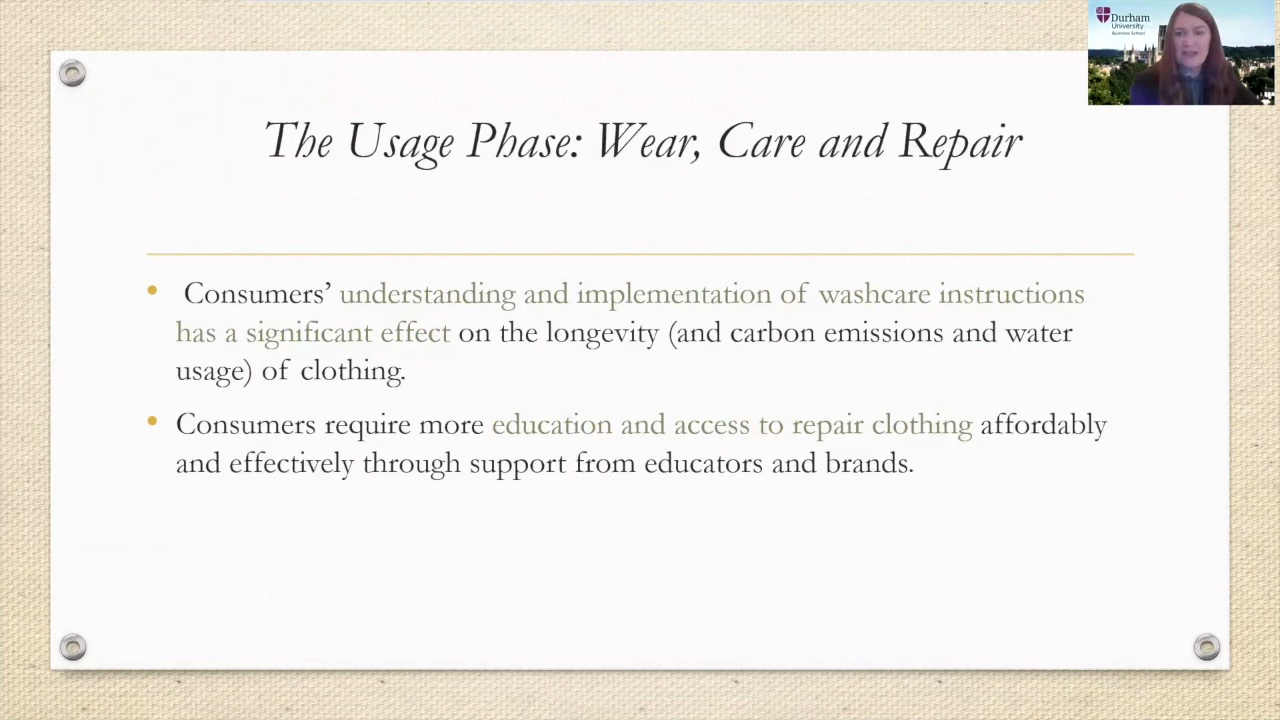 Durham
University
Business School
The Usage Phase: Wear, Care and Repair
• Consumers’ understanding and implementation of washcare instructions
has a significant effect on the longevity (and carbon emissions and water
usage) of clothing.
• Consumers require more education and access to repair clothing affordably
and effectively through support from educators and brands.